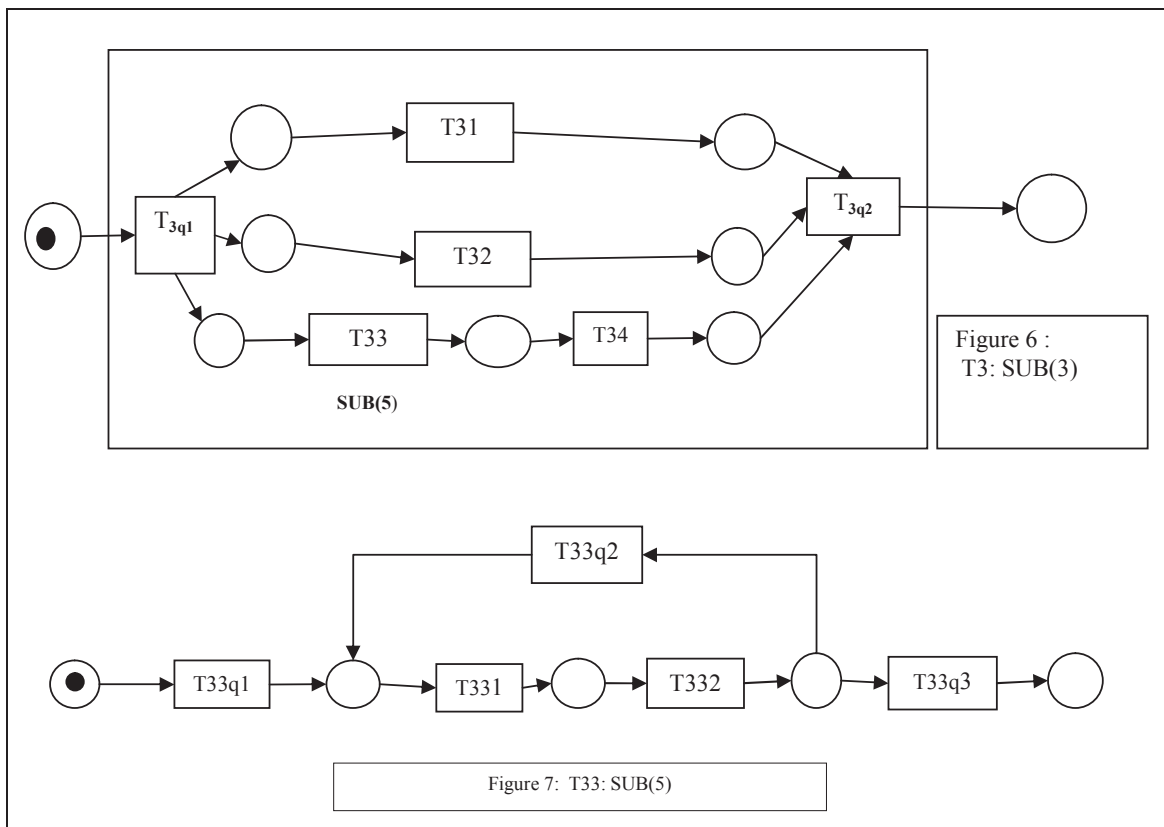 T31
T3q1
T3q2
T32
T33
T34
SUB(5)
Figure 6 :
T3: SUB(3)
T33q2
T33q1
T331
T332
T33q3
Figure 7: T33: SUB(5)